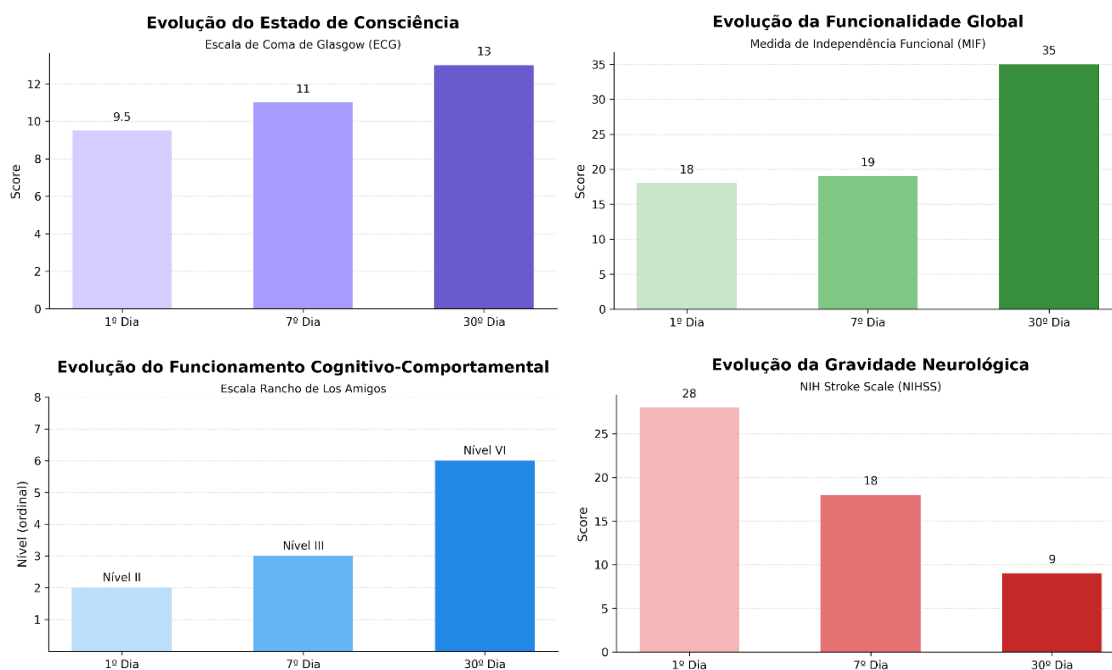 Evolução do Estado de Consciência
Escala de Coma de Glasgow (ECG)
Score
12
10
8
6
4
2
0
9.5
11
13
1º Dia
7º Dia
30º Dia
Evolução da Funcionalidade Global
Medida de Independência Funcional (MIF)
Score
35
30
25
20
15
10
5
0
18
19
35
1º Dia
7º Dia
30º Dia
Evolução do Funcionamento Cognitivo-Comportamental
Escala Rancho de Los Amigos
Nível (ordinal)
8
7
6
5
4
3
2
1
Nível II
Nível III
Nível VI
1º Dia
7º Dia
30º Dia
Evolução da Gravidade Neurológica
NIH Stroke Scale (NIHSS)
Score
25
20
15
10
5
0
28
18
9
1º Dia
7º Dia
30º Dia